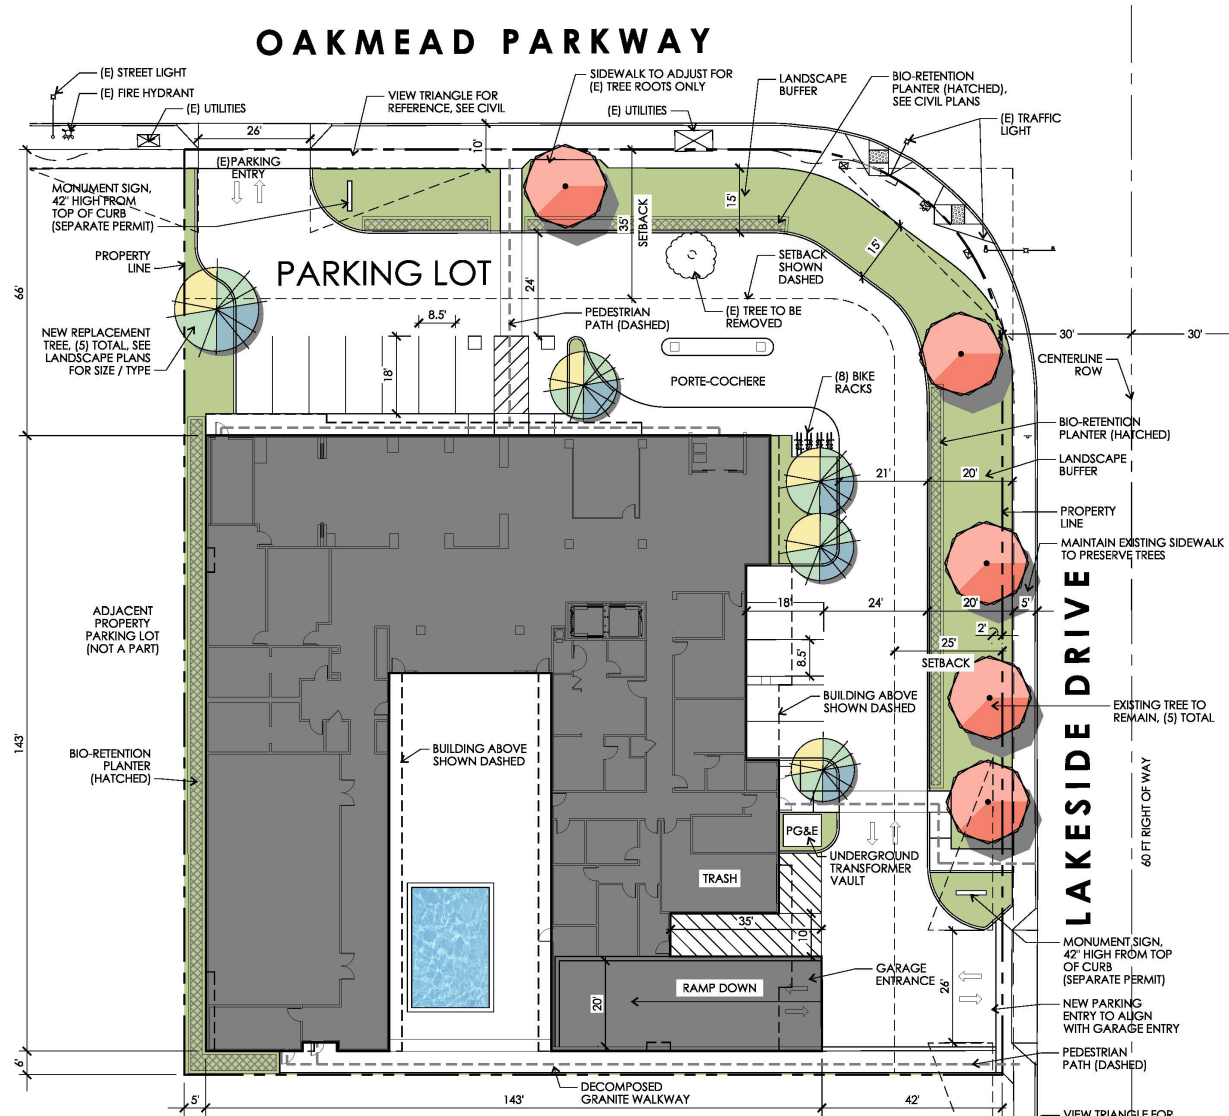 OAKMEAD PARKWAY
(E) STREET LIGHT
(E) FIRE HYDRANT
(E) UTILITIES
VIEW TRIANGLE FOR
REFERENCE, SEE CIVIL
SIDEWALK TO ADJUST FOR
(E) TREE ROOTS ONLY
(E) UTILITIES
LANDSCAPE
BUFFER
BIO-RETENTION
PLANTER (HATCHED),
SEE CIVIL PLANS
(E) TRAFFIC
LIGHT
26'
10'
(E)PARKING
ENTRY
MONUMENT SIGN,
42" HIGH FROM
TOP OF CURB
(SEPARATE PERMIT)
PROPERTY
LINE
PARKING LOT
35'
SETBACK
15'
15'
SETBACK
SHOWN
DASHED
24'
66'
8.5'
18'
PEDESTRIAN
PATH (DASHED)
(E) TREE TO BE
REMOVED
NEW REPLACEMENT
TREE, (5) TOTAL, SEE
LANDSCAPE PLANS
FOR SIZE / TYPE
30'
30'
CENTERLINE
ROW
PORTE-COCHERE
(8) BIKE
RACKS
BIO-RETENTION
PLANTER (HATCHED)
LANDSCAPE
BUFFER
21'
20'
PROPERTY
LINE
MAINTAIN EXISTING SIDEWALK
TO PRESERVE TREES
18'
24'
20'
5'
2'
25'
SETBACK
8.5'
ADJACENT
PROPERTY
PARKING LOT
(NOT A PART)
BUILDING ABOVE
SHOWN DASHED
EXISTING TREE TO
REMAIN, (5) TOTAL
LAKESIDE DRIVE
60 FT RIGHT OF WAY
143'
BIO-RETENTION
PLANTER
(HATCHED)
BUILDING ABOVE
SHOWN DASHED
PG&E
UNDERGROUND
TRANSFORMER
VAULT
TRASH
35'
10'
MONUMENT SIGN,
42" HIGH FROM TOP
OF CURB
(SEPARATE PERMIT)
GARAGE
ENTRANCE
RAMP DOWN
20'
26'
NEW PARKING
ENTRY TO ALIGN
WITH GARAGE ENTRY
PEDESTRIAN
PATH (DASHED)
6'
DECOMPOSED
GRANITE WALKWAY
5'
143'
42'
VIEW TRIANGLE FOR